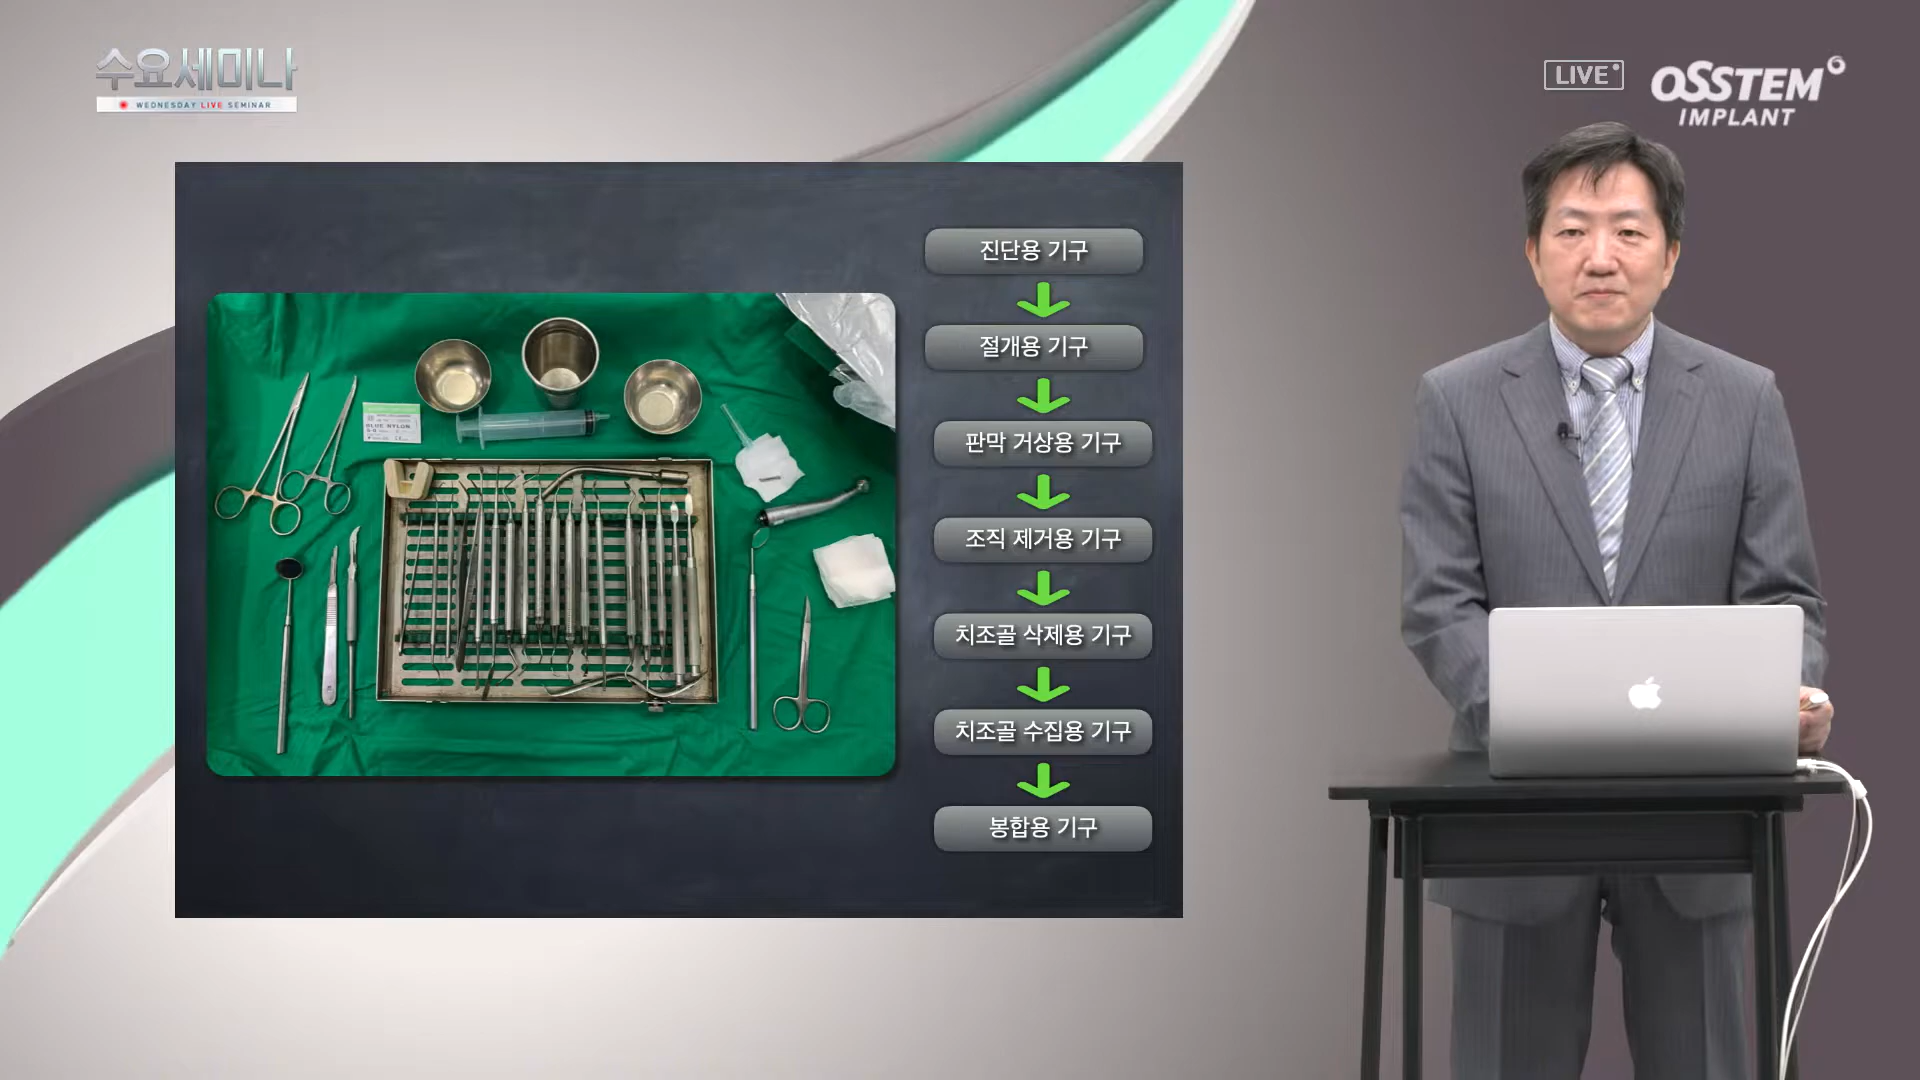 수요세미나
WEDNESDAY LIVE SEMINAR
LIVE
OSSTEM
IMPLANT
진단용 기구
절개용 기구
판막 거상용 기구
조직 제거용 기구
치조골 삭제용 기구
치조골 수집용 기구
봉합용 기구
BLUE NYLON